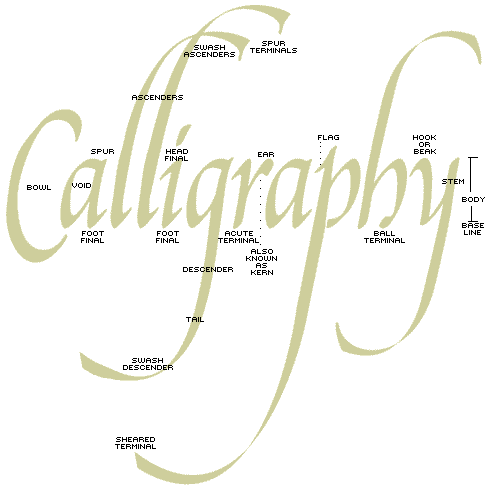 SWASH
ASCENDERS
SPUR
TERMINALS
ASCENDERS
FLAG
HOOK
OR
BEAK
SPUR
HEAD
FINAL
EAR
Calligraphy
BOWL
VOID
STEM
BODY
BASE
LINE
FOOT
FINAL
FOOT
FINAL
ACUTE
TERMINAL
BALL
TERMINAL
ALSO
KNOWN
AS
KERN
DESCENDER
TAIL
SWASH
DESCENDER
SHEARED
TERMINAL